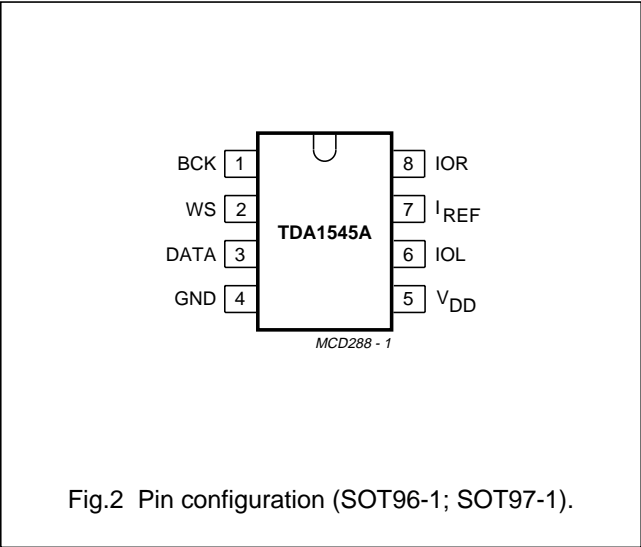 BCK 1 8 IOR
WS 2 7 IREF
TDA1545A
DATA 3 6 IOL
GND 4 5 VDD
MCD288 - 1
Fig.2 Pin configuration (SOT96-1; SOT97-1).